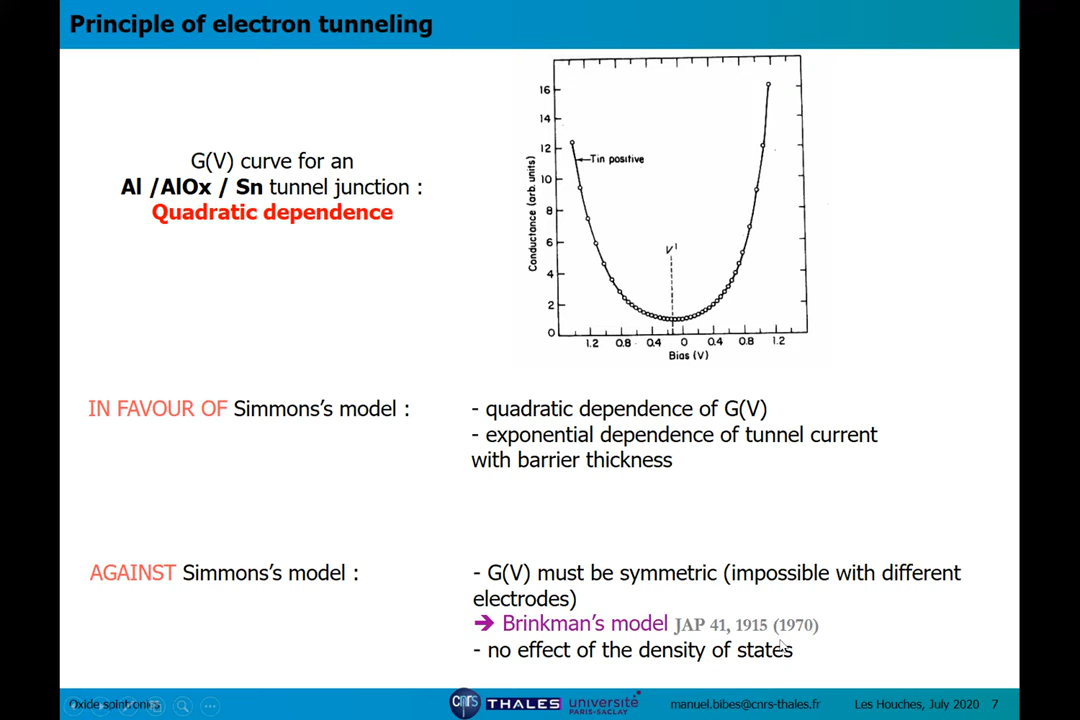 Principle of electron tunneling
G(V) curve for an
Al /AlOx / Sn tunnel junction :
Quadratic dependence
Conductance (arb. units)
16
14
12
10
8
6
4
2
0
Tin positive
V'
1.2 0.8 0.4 0 0.4 0.8 1.2
Bias (V)
IN FAVOUR OF Simmons's model :
- quadratic dependence of G(V)
- exponential dependence of tunnel current
with barrier thickness
AGAINST Simmons's model :
- G(V) must be symmetric (impossible with different
electrodes)
➔ Brinkman's model JAP 41, 1915 (1970)
- no effect of the density of states
Oxide spintronics
cnrs
THALES
université
PARIS-SACLAY
manuel.bibes@cnrs-thales.fr
Les Houches, July 2020 7